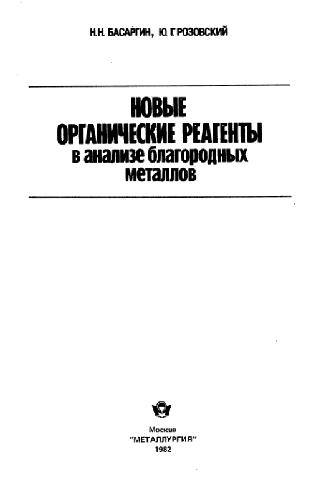 Н.Н. БАСАРГИН, Ю.Г. РОЗОВСКИЙ
НОВЫЕ
ОРГАНИЧЕСКИЕ РЕАГЕНТЫ
в анализе благородных
металлов
Москва
"МЕТАЛЛУРГИЯ"
1982